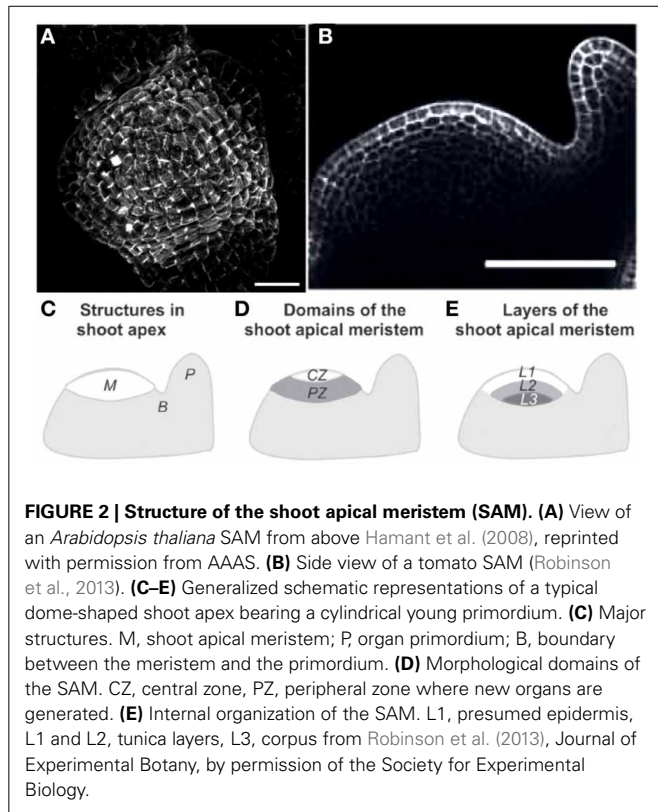 A
B
C Structures in shoot apex
D Domains of the shoot apical meristem
E Layers of the shoot apical meristem
M
P
B
CZ
PZ
L1
L2
L3
FIGURE 2 | Structure of the shoot apical meristem (SAM). (A) View of
an Arabidopsis thaliana SAM from above Hamant et al. (2008), reprinted
with permission from AAAS. (B) Side view of a tomato SAM (Robinson
et al., 2013). (C–E) Generalized schematic representations of a typical
dome-shaped shoot apex bearing a cylindrical young primordium. (C) Major
structures. M, shoot apical meristem; P, organ primordium; B, boundary
between the meristem and the primordium. (D) Morphological domains of
the SAM. CZ, central zone, PZ, peripheral zone where new organs are
generated. (E) Internal organization of the SAM. L1, presumed epidermis,
L1 and L2, tunica layers, L3, corpus from Robinson et al. (2013), Journal of
Experimental Botany, by permission of the Society for Experimental
Biology.